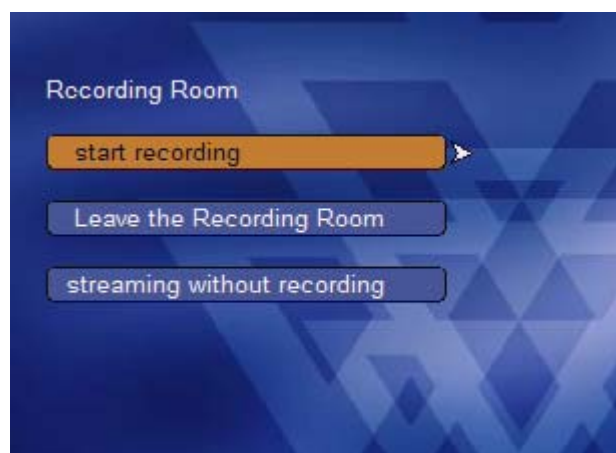 Recording Room
start recording
Leave the Recording Room
streaming without recording